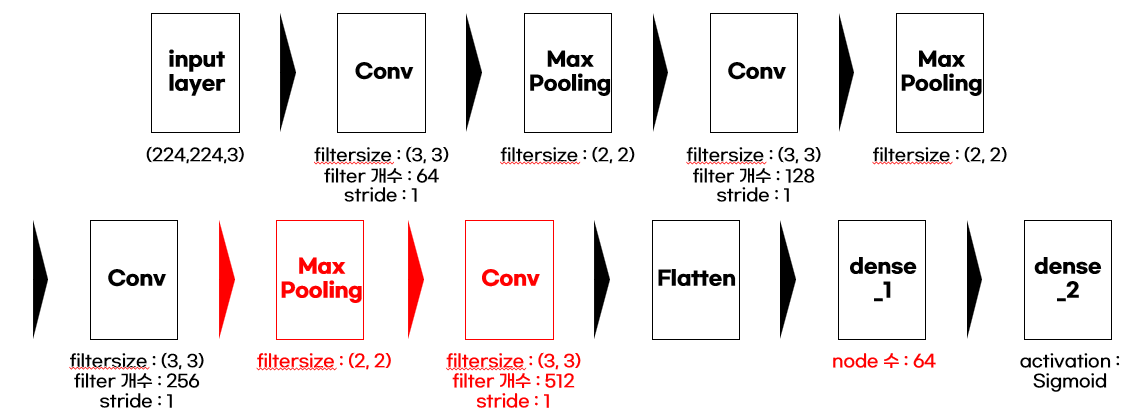 input
layer
Conv
Max
Pooling
Conv
Max
Pooling
(224,224,3)
filtersize : (3, 3)
filter 개수 : 64
stride : 1
filtersize : (2, 2)
filtersize : (3, 3)
filter 개수 : 128
stride : 1
filtersize : (2, 2)
Conv
Max
Pooling
Conv
Flatten
dense
_1
dense
_2
filtersize : (3, 3)
filter 개수 : 256
stride : 1
filtersize : (2, 2)
filtersize : (3, 3)
filter 개수 : 512
stride : 1
node 수 : 64
activation :
Sigmoid